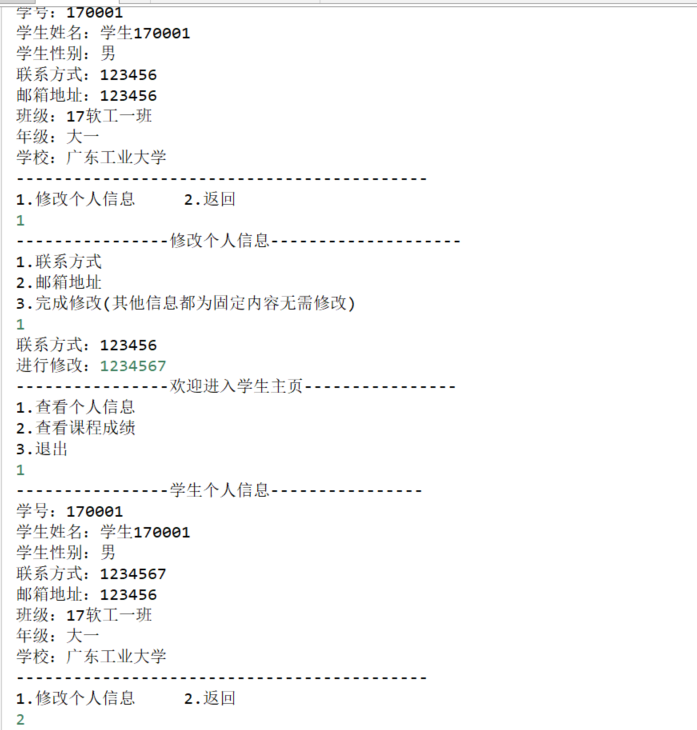 学号：170001
学生姓名：学生170001
学生性别：男
联系方式：123456
邮箱地址：123456
班级：17软工一班
年级：大一
学校：广东工业大学
-------------------------------------------
1.修改个人信息     2.返回
1
----------------修改个人信息--------------------
1.联系方式
2.邮箱地址
3.完成修改(其他信息都为固定内容无需修改)
1
联系方式：123456
进行修改：1234567
----------------欢迎进入学生主页----------------
1.查看个人信息
2.查看课程成绩
3.退出
1
----------------学生个人信息----------------
学号：170001
学生姓名：学生170001
学生性别：男
联系方式：1234567
邮箱地址：123456
班级：17软工一班
年级：大一
学校：广东工业大学
-------------------------------------------
1.修改个人信息     2.返回
2